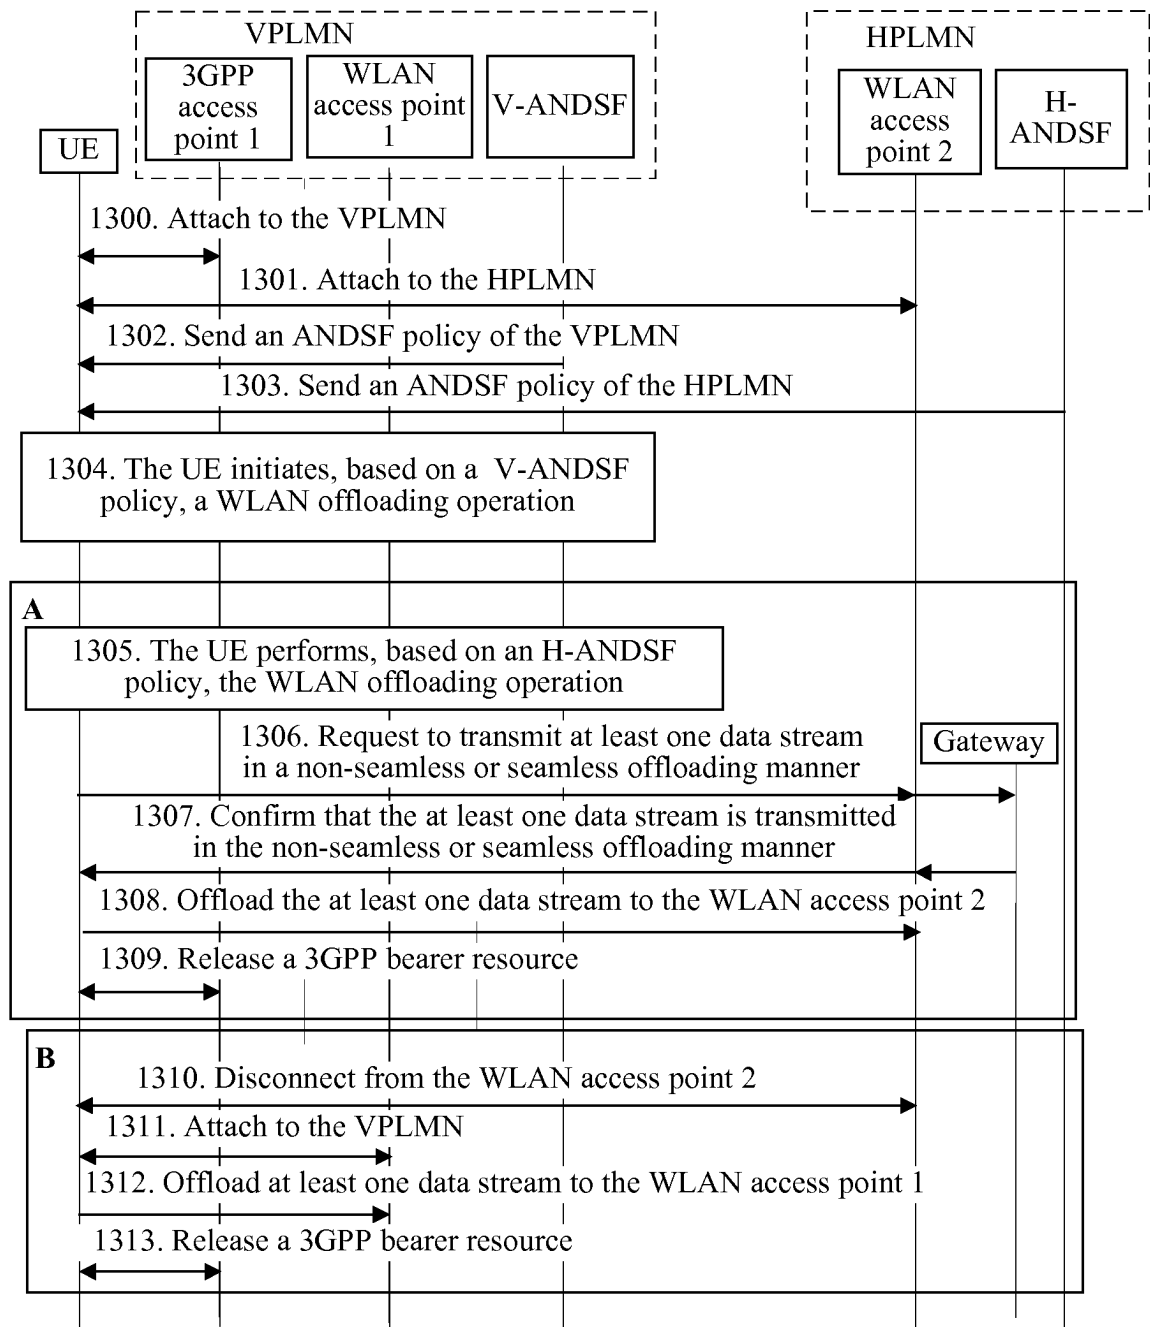 VPLMN
HPLMN
UE
3GPP
access
point 1
WLAN
access point
1
V-ANDSF
WLAN
access
point 2
H-
ANDSF
1300. Attach to the VPLMN
1301. Attach to the HPLMN
1302. Send an ANDSF policy of the VPLMN
1303. Send an ANDSF policy of the HPLMN
1304. The UE initiates, based on a V-ANDSF
policy, a WLAN offloading operation
A
1305. The UE performs, based on an H-ANDSF
policy, the WLAN offloading operation
1306. Request to transmit at least one data stream
in a non-seamless or seamless offloading manner
Gateway
1307. Confirm that the at least one data stream is transmitted
in the non-seamless or seamless offloading manner
1308. Offload the at least one data stream to the WLAN access point 2
1309. Release a 3GPP bearer resource
B
1310. Disconnect from the WLAN access point 2
1311. Attach to the VPLMN
1312. Offload at least one data stream to the WLAN access point 1
1313. Release a 3GPP bearer resource